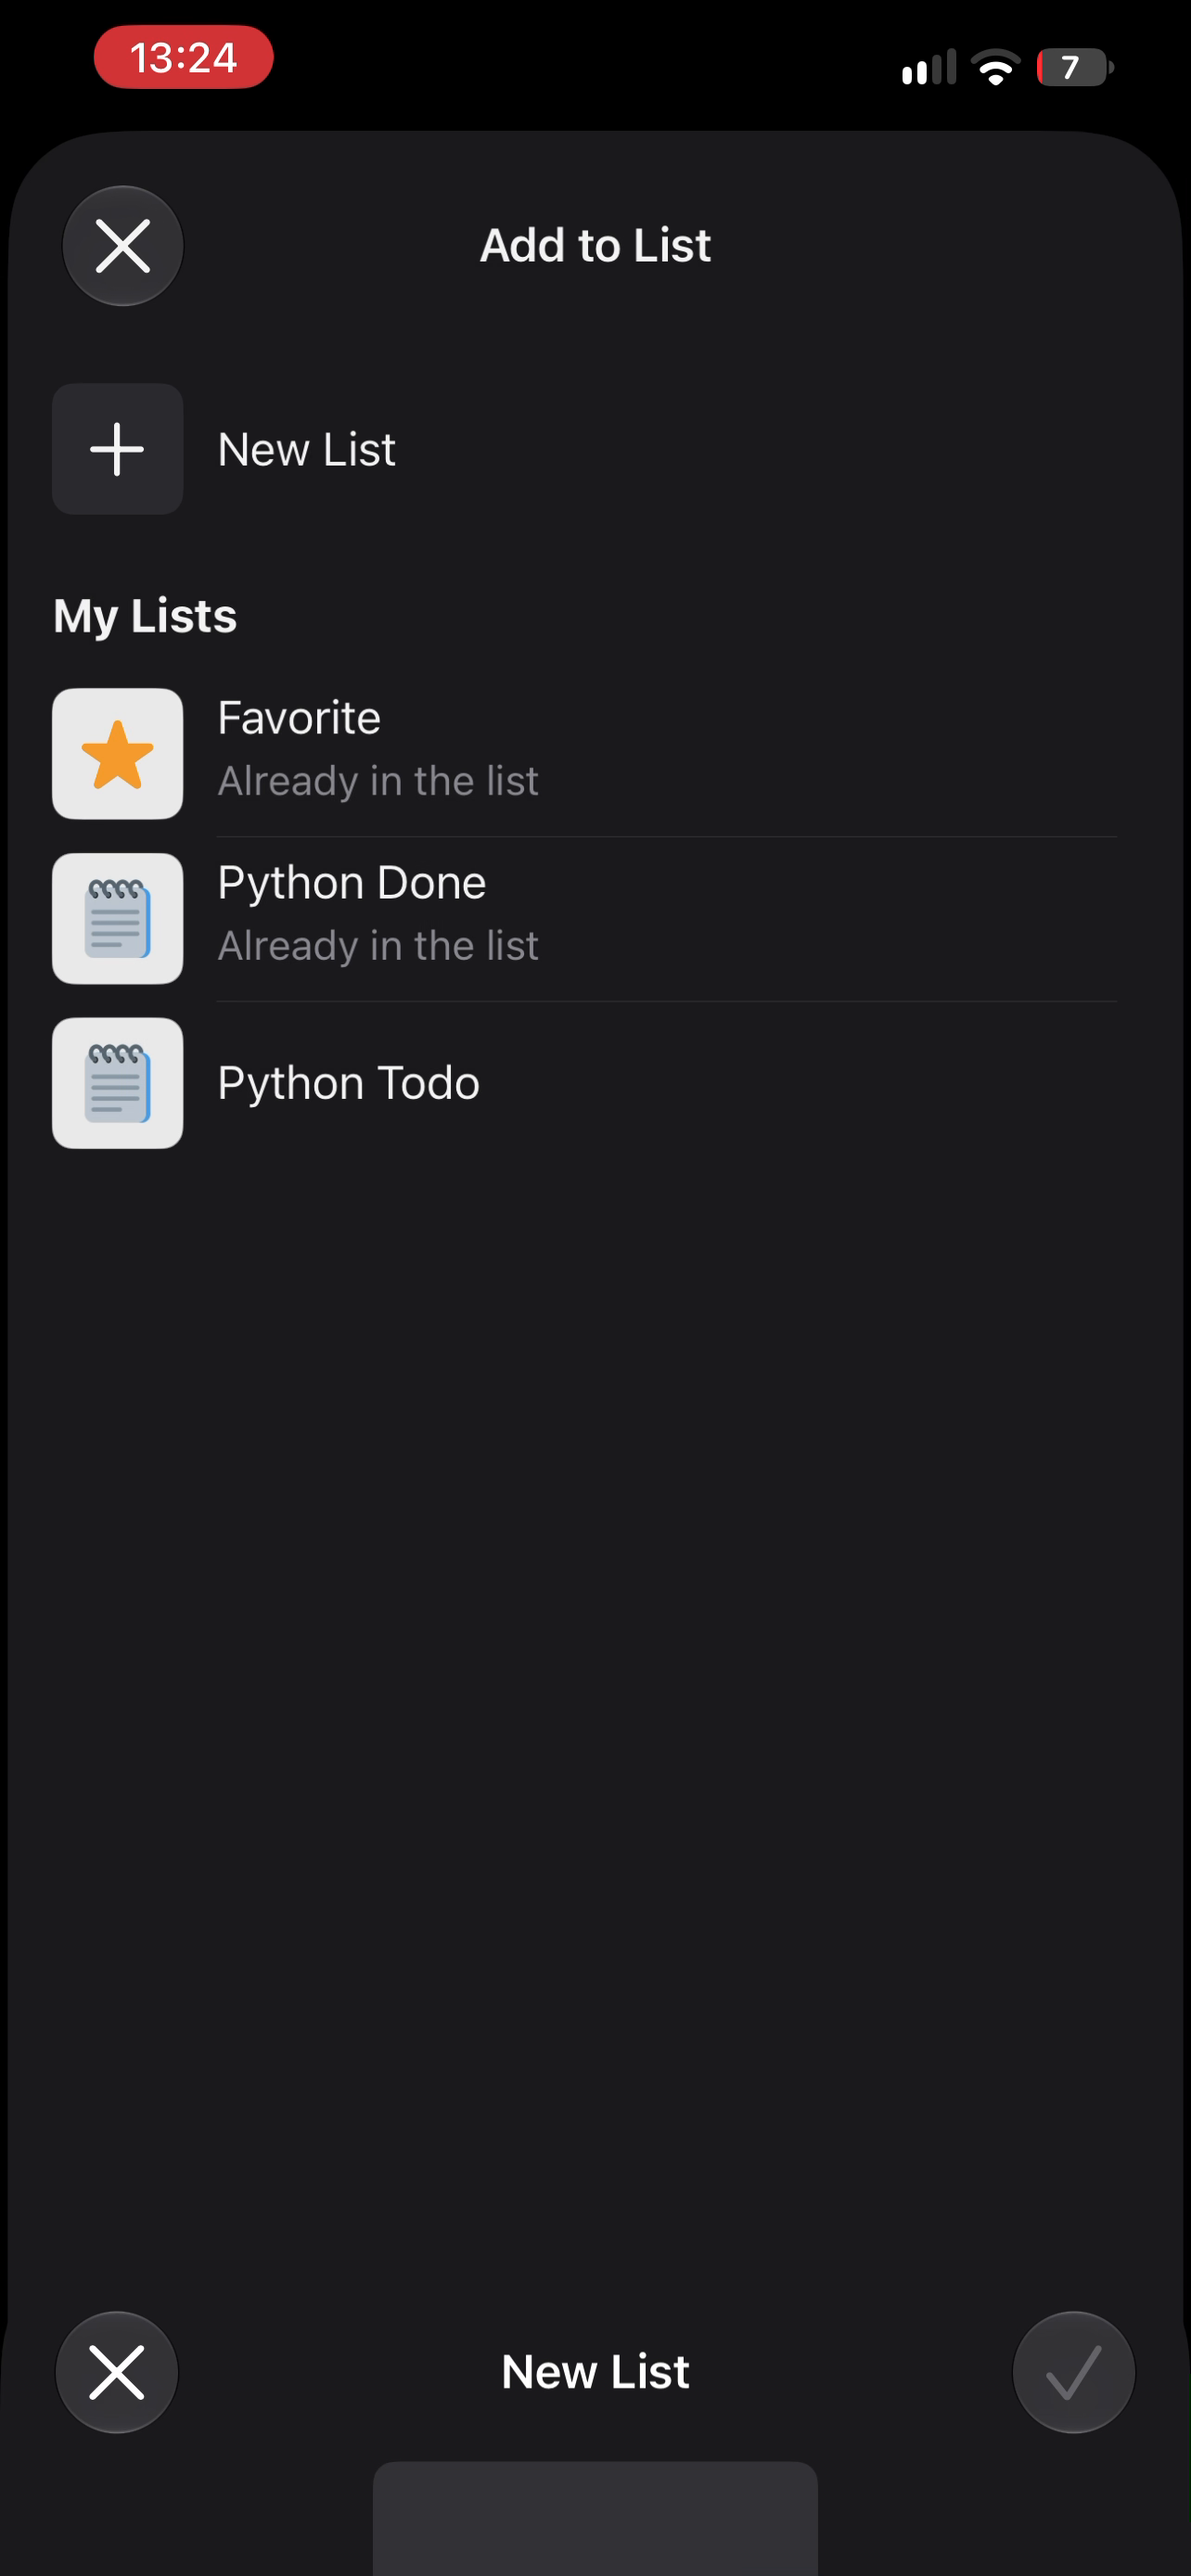 13:24
7
Add to List
New List
My Lists
Favorite
Already in the list
Python Done
Already in the list
Python Todo
New List